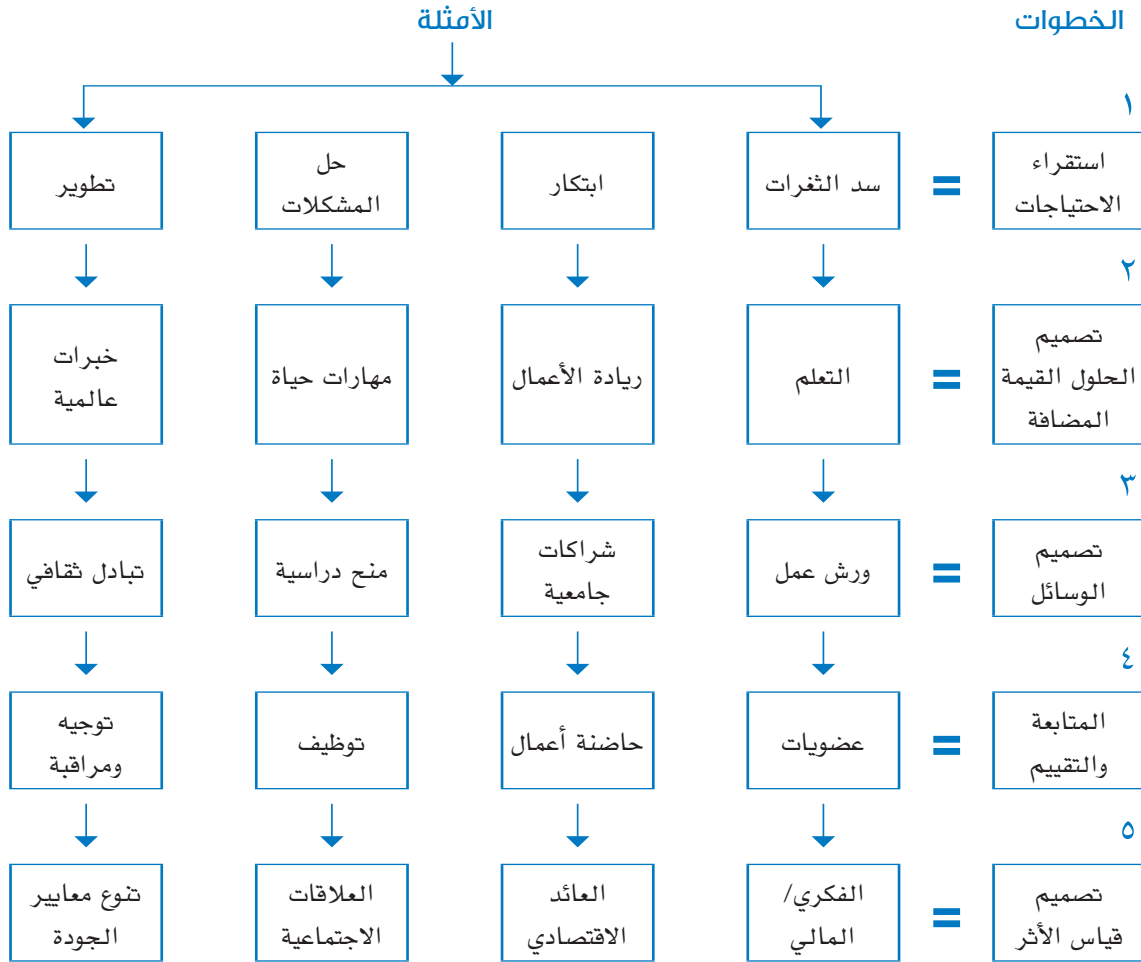 الخطوات
الأمثلة
١
استقراء
الاحتياجات
=
سد الثغرات
ابتكار
حل
المشكلات
تطوير
٢
تصميم
الحلول القيمة
المضافة
=
التعلم
ريادة الأعمال
مهارات حياة
خبرات
عالمية
٣
تصميم
الوسائل
=
ورش عمل
شراكات
جامعية
منح دراسية
تبادل ثقافي
٤
المتابعة
والتقييم
=
عضويات
حاضنة أعمال
توظيف
توجيه
ومراقبة
٥
تصميم
قياس الأثر
=
الفكري/
المالي
العائد
الاقتصادي
العلاقات
الاجتماعية
تنوع معايير
الجودة